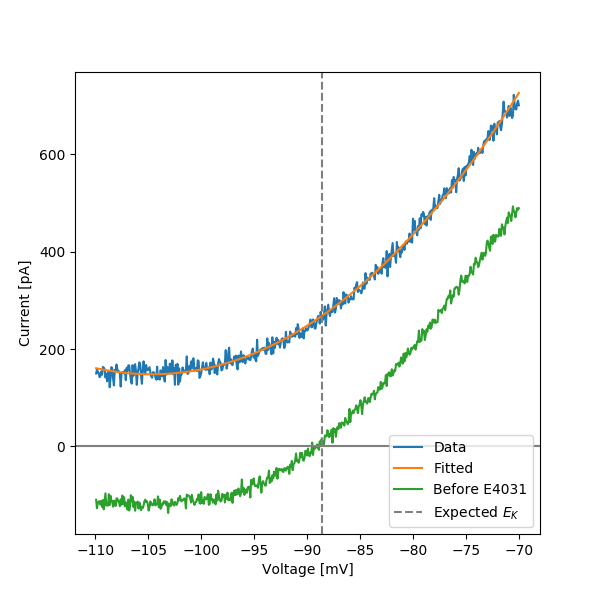 600
400
200
0
Current [pA]
Data
Fitted
Before E4031
Expected $E_K$
−110
−105
−100
−95
−90
−85
−80
−75
−70
Voltage [mV]